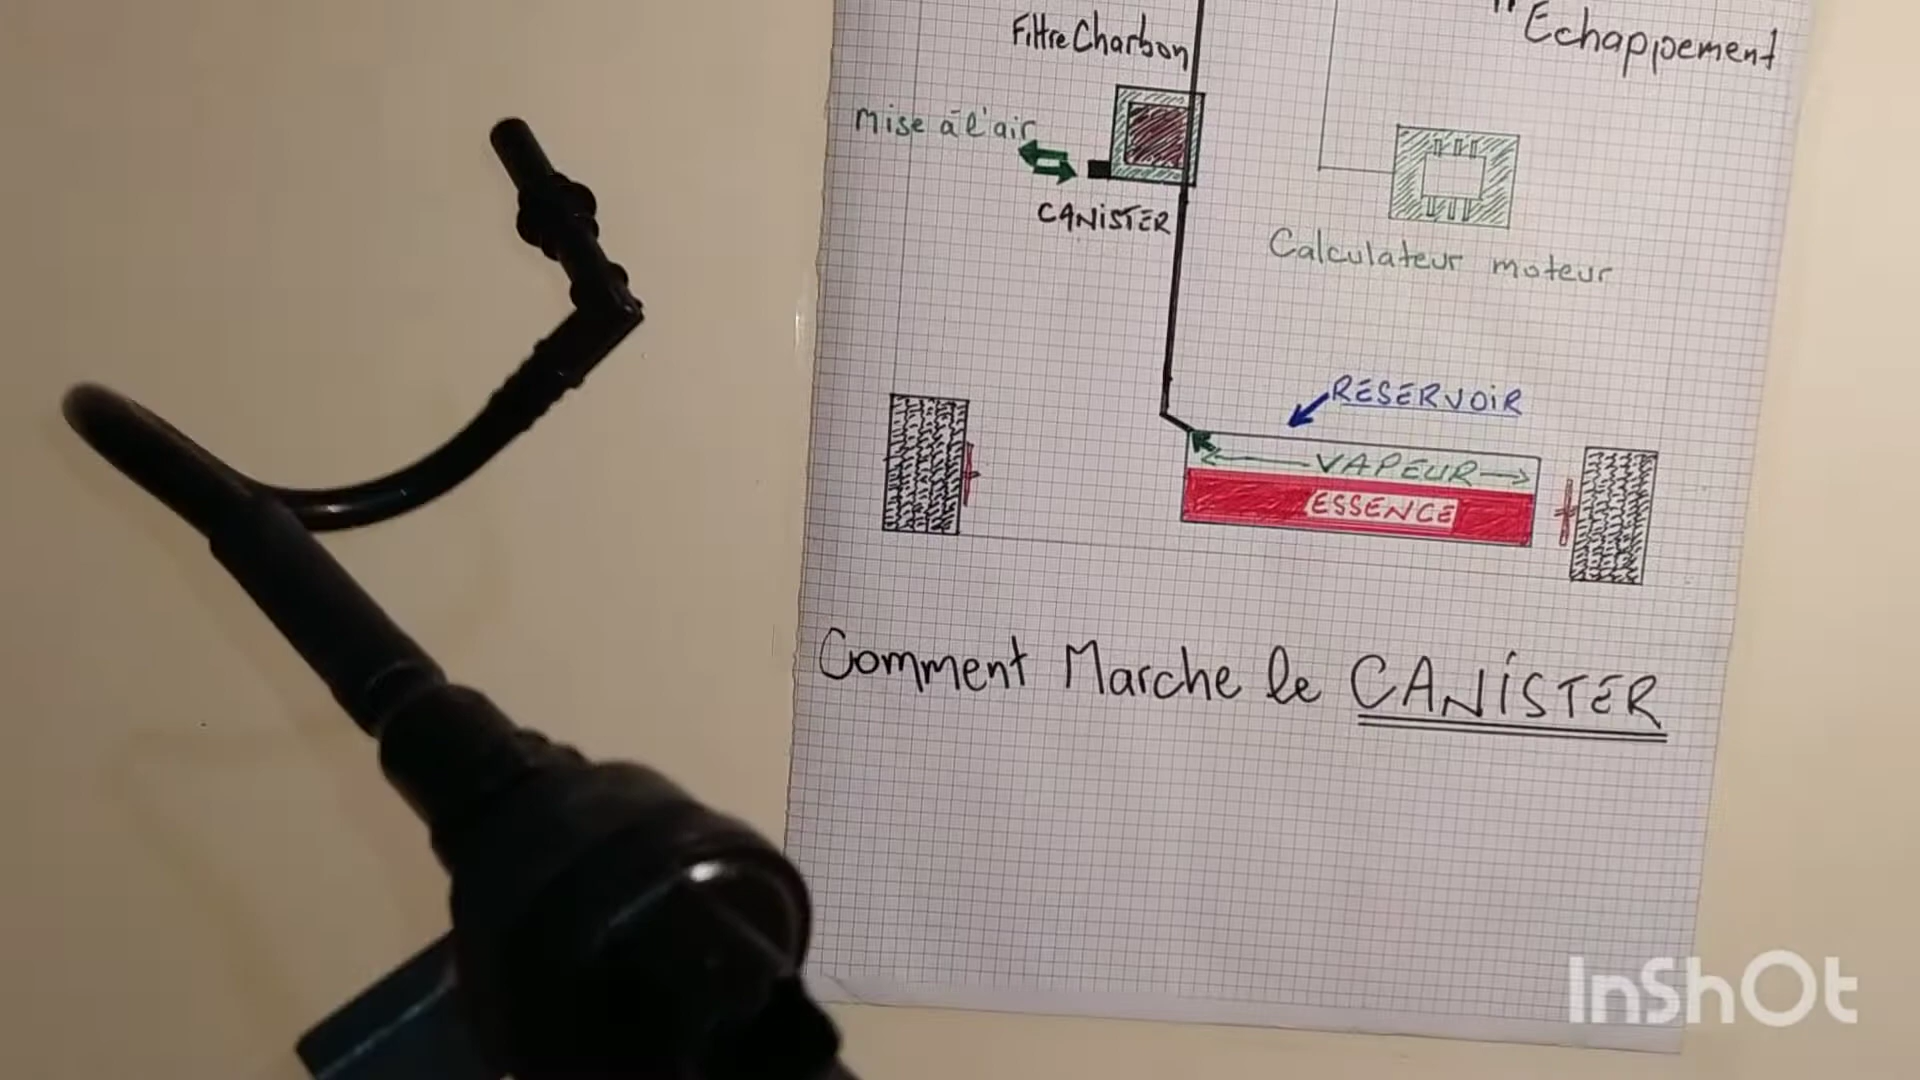 Filtre Charbon
"Echappement
mise à l'air
CANiSTER
Calculateur moteur
RESERVOiR
VAPEUR
ESSENCE
Comment Marche le CANiSTER
InShOt